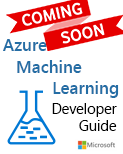 COMING
SOON
Azure
Machine
Learning
Developer
Guide
Microsoft